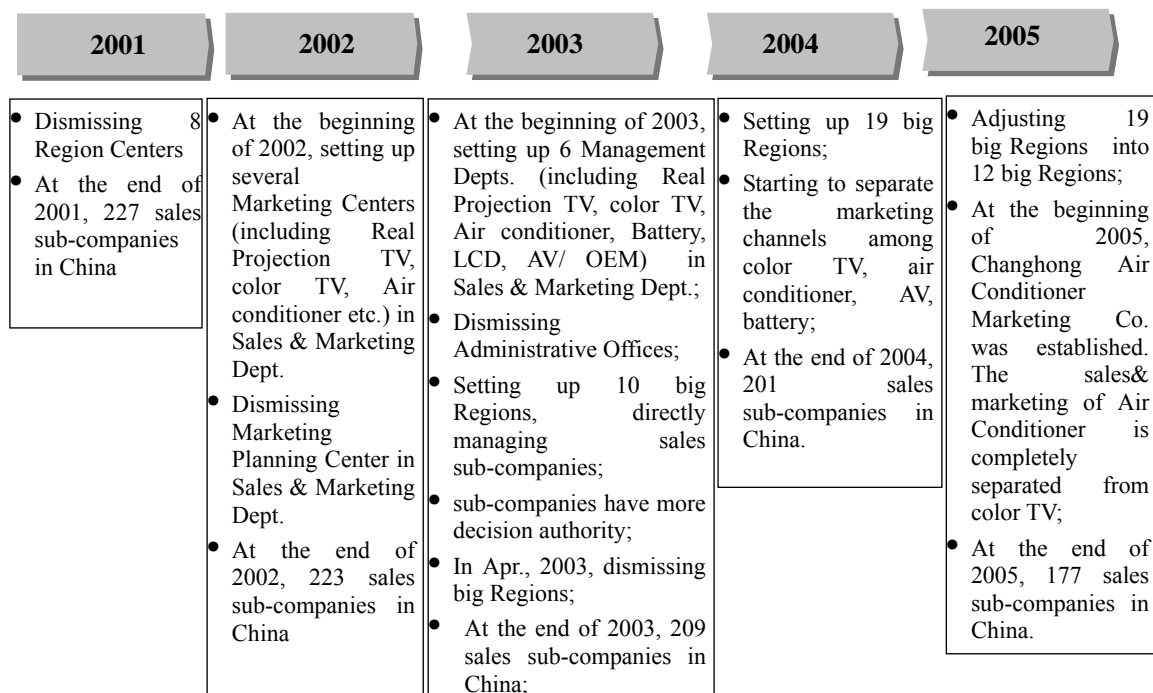 2001
2002
2003
2004
2005
• Dismissing 8
Region Centers
• At the end of
2001, 227 sales
sub-companies
in China
• At the beginning
of 2002, setting up
several
Marketing Centers
(including Real
Projection TV,
color TV, Air
conditioner etc.) in
Sales & Marketing
Dept.
• Dismissing
Marketing
Planning Center in
Sales & Marketing
Dept.
• At the end of
2002, 223 sales
sub-companies in
China
• At the beginning of 2003,
setting up 6 Management
Depts. (including Real
Projection TV, color TV,
Air conditioner, Battery,
LCD, AV/ OEM) in
Sales & Marketing Dept.;
• Dismissing
Administrative Offices;
• Setting up 10 big
Regions, directly
managing sales
sub-companies;
• sub-companies have more
decision authority;
• In Apr., 2003, dismissing
big Regions;
• At the end of 2003, 209
sales sub-companies in
China;
• Setting up 19 big
Regions;
• Starting to separate
the marketing
channels among
color TV, air
conditioner, AV,
battery;
• At the end of 2004,
201 sales
sub-companies in
China.
• Adjusting 19
big Regions into
12 big Regions;
• At the beginning
of 2005,
Changhong Air
Conditioner
Marketing Co.
was established.
The sales&
marketing of Air
Conditioner is
completely
separated from
color TV;
• At the end of
2005, 177 sales
sub-companies in
China.